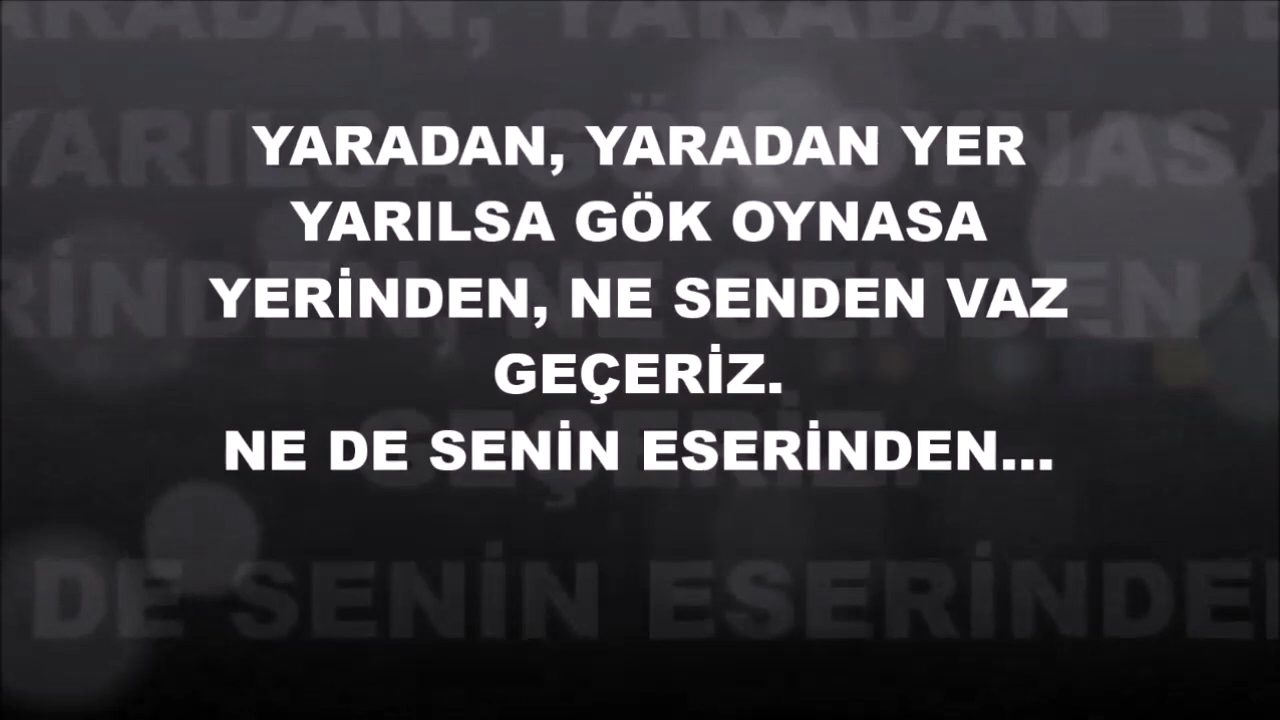 YARADAN, YARADAN YER
YARILSA GÖK OYNASA
YERİNDEN, NE SENDEN VAZ
GEÇERİZ.
NE DE SENİN ESERİNDEN...